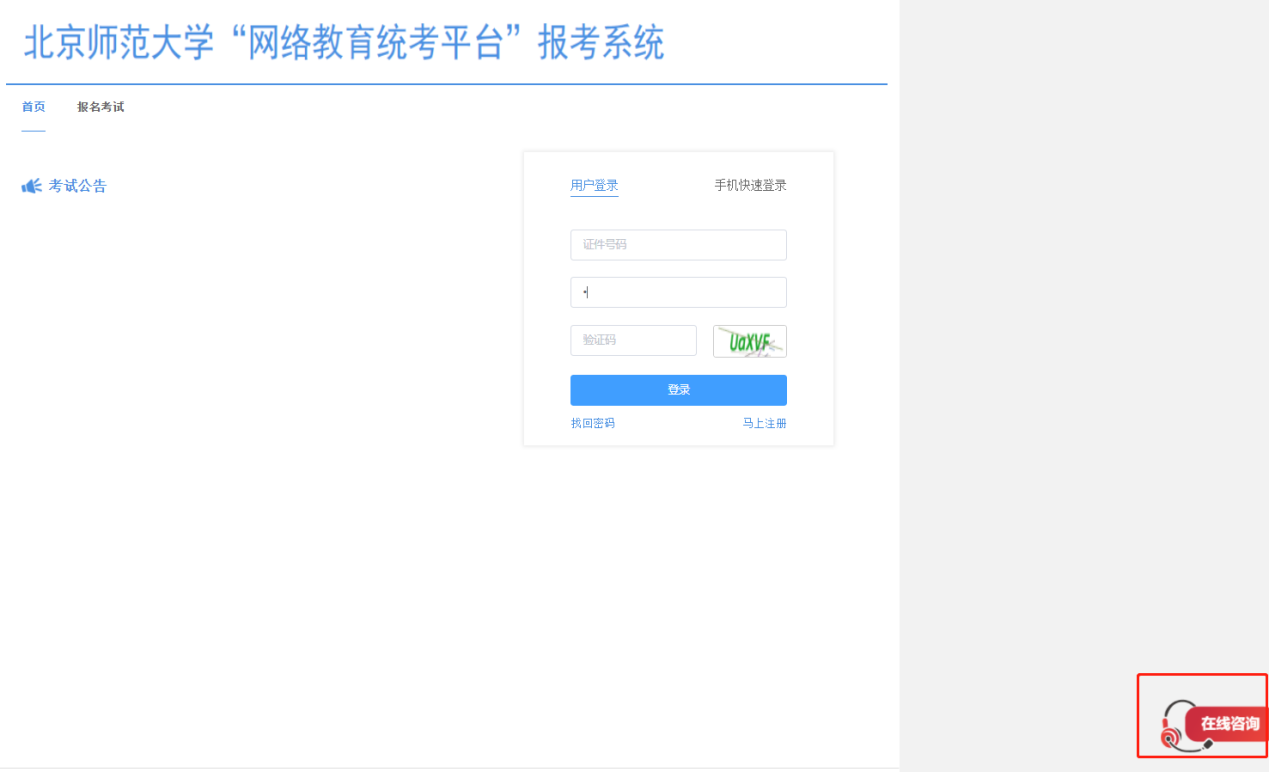 北京师范大学“网络教育统考平台”报考系统
首页 报名考试
考试公告
用户登录 手机快速登录
证件号码
验证码 UaXVF
登录
找回密码 马上注册
在线咨询